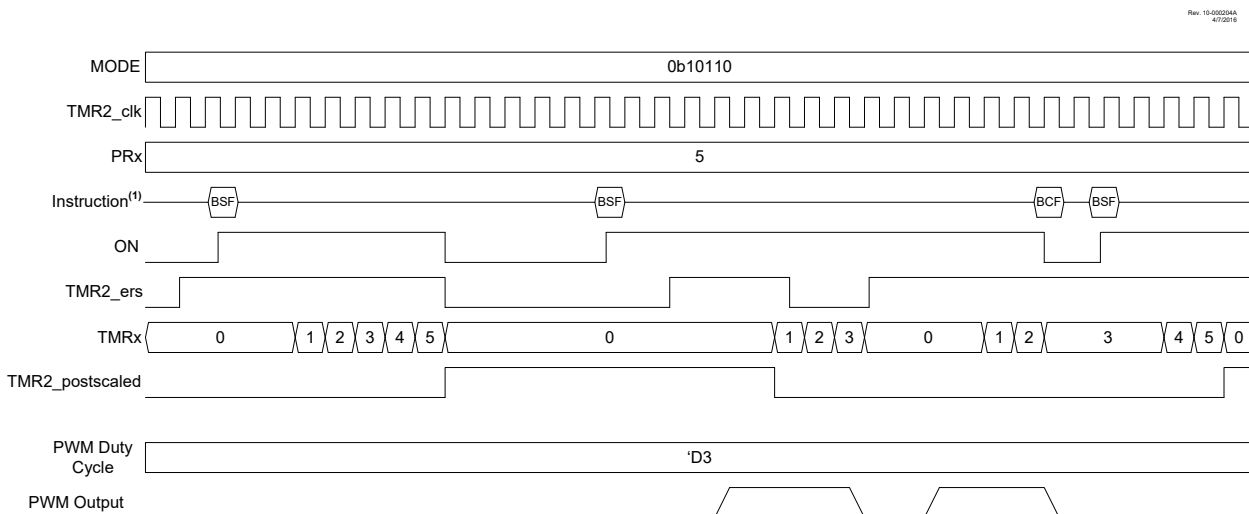 Rev. 10-000204A
4/7/2016
MODE 0b10110
TMR2_clk
PRx 5
Instruction(1) BSF BSF BCF BSF
ON
TMR2_ers
TMRx 0 1 2 3 4 5 0 1 2 3 0 1 2 3 4 5 0
TMR2_postscaled
PWM Duty
Cycle
‘D3
PWM Output